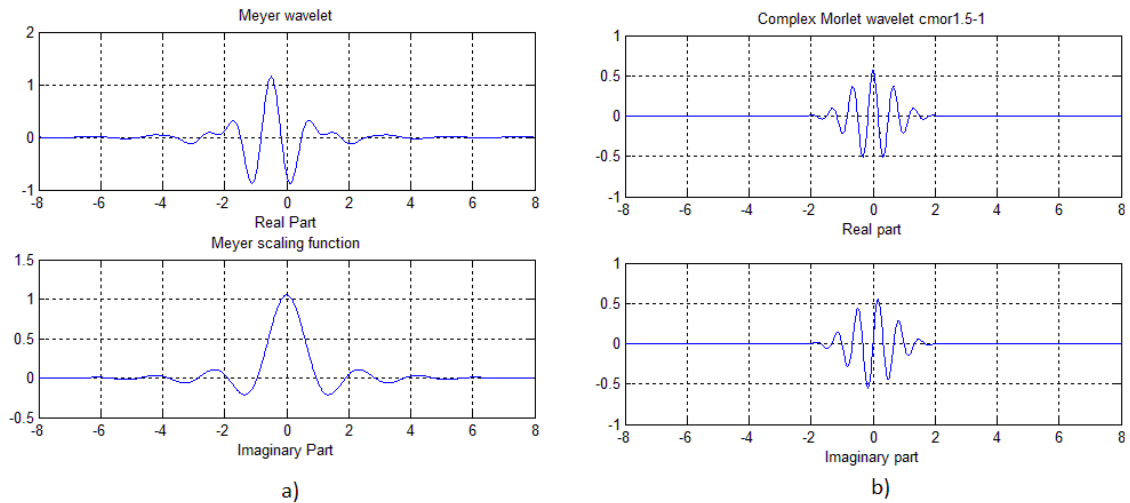 Meyer wavelet
2
1
0
-1
-8 -6 -4 -2 0 2 4 6 8
Real Part
Meyer scaling function
1.5
1
0.5
0
-0.5
-8 -6 -4 -2 0 2 4 6 8
Imaginary Part
a)
Complex Morlet wavelet cmor1.5-1
1
0.5
0
-0.5
-1
-8 -6 -4 -2 0 2 4 6 8
Real part
1
0.5
0
-0.5
-1
-8 -6 -4 -2 0 2 4 6 8
Imaginary part
b)